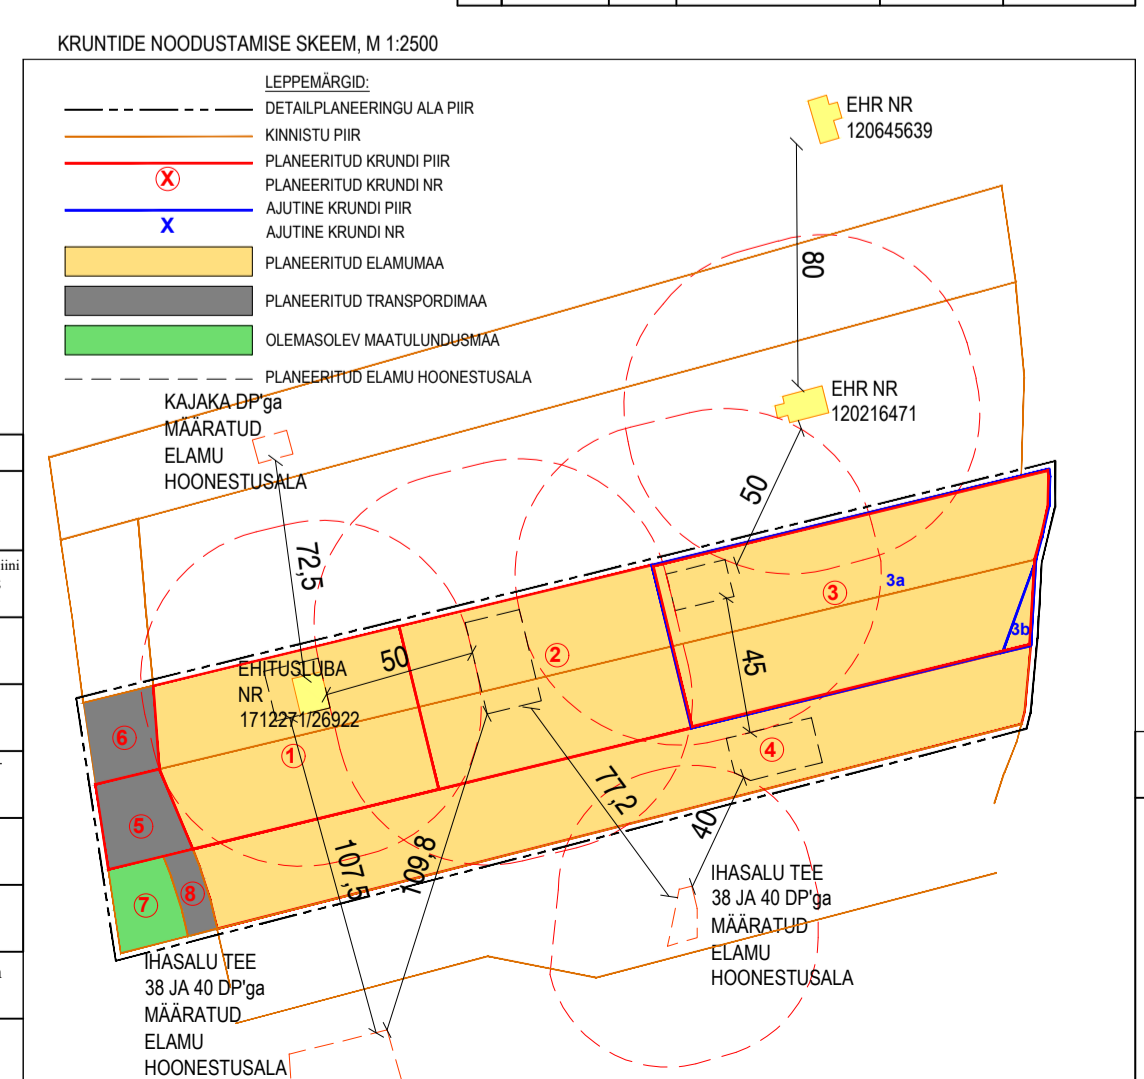 KRUNTIDE NOODUSTAMISE SKEEM, M 1:2500
LEPPEMÄRGID:
DETAILPLANEERINGU ALA PIIR
KINNISTU PIIR
PLANEERITUD KRUNDI PIIR
X
PLANEERITUD KRUNDI NR
AJUTINE KRUNDI PIIR
X
AJUTINE KRUNDI NR
PLANEERITUD ELAMUMAA
PLANEERITUD TRANSPORDIMAA
OLEMASOLEV MAATULUNDUSMAA
PLANEERITUD ELAMU HOONESTUSALA
EHR NR
120645639
80
EHR NR
120216471
KAJAKA DP'ga
MÄÄRATUD
ELAMU
HOONESTUSALA
50
72,5
iini
3a
3
3b
2
50
45
EHITUSLUBA
NR
1712271/26922
6
1
4
77,2
40
5
107,5
109,8
7
8
IHASALU TEE
38 JA 40 DP'ga
MÄÄRATUD
ELAMU
HOONESTUSALA
IHASALU TEE
38 JA 40 DP'ga
MÄÄRATUD
ELAMU
HOONESTUSALA